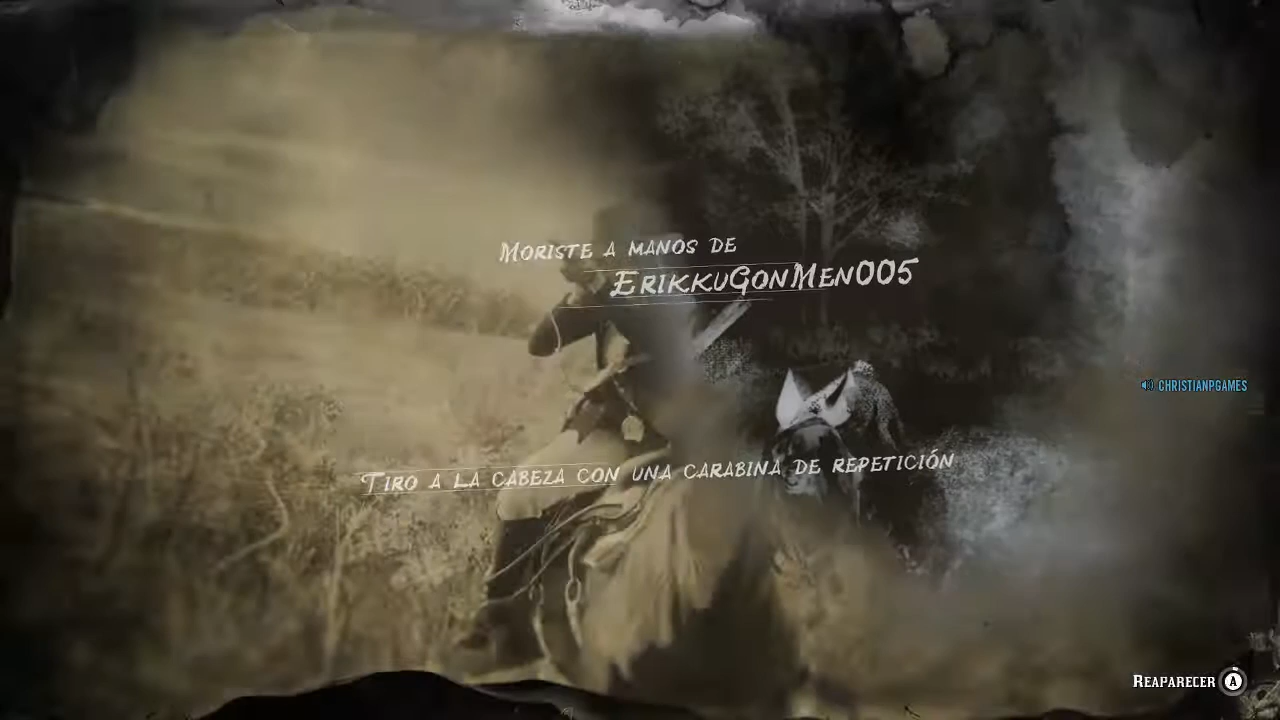 Moriste a manos de
ErikkuGonMen005
Tiro a la cabeza con una carabina de repetición
CHRISTIANPGAMES
Reaparecer A